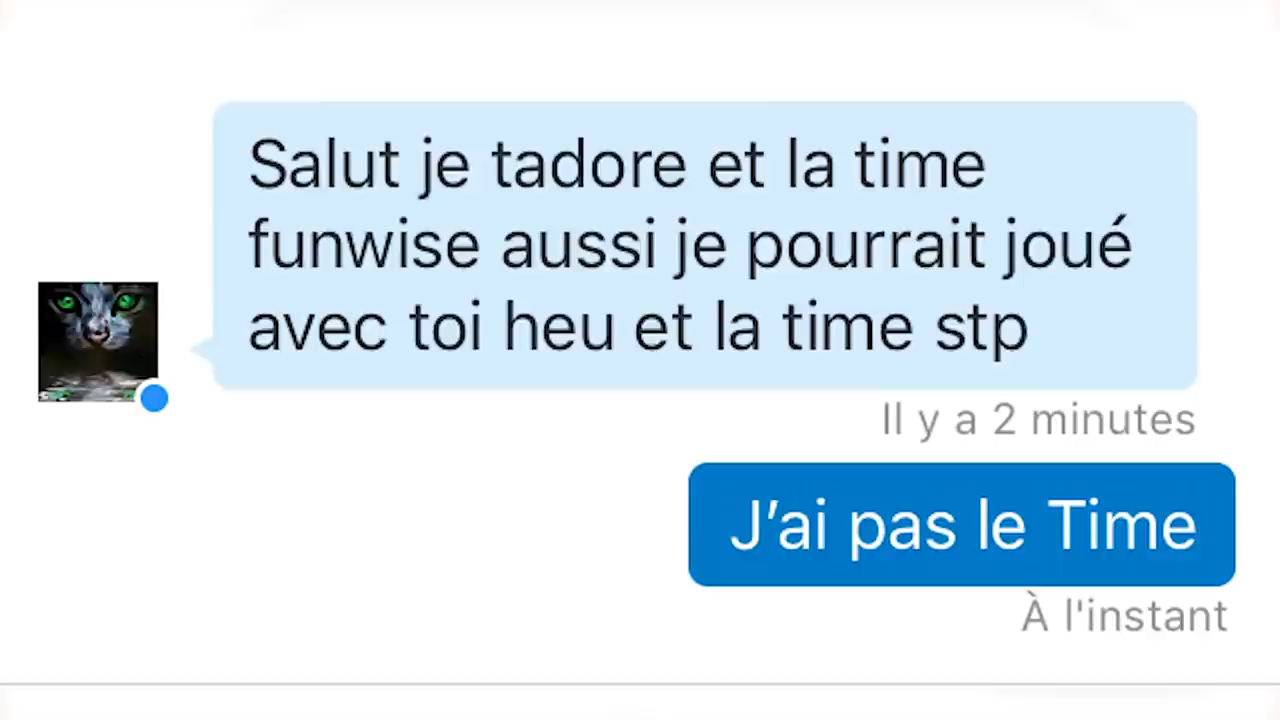 Salut je tadore et la time
funwise aussi je pourrait joué
avec toi heu et la time stp
Il y a 2 minutes
J’ai pas le Time
À l'instant